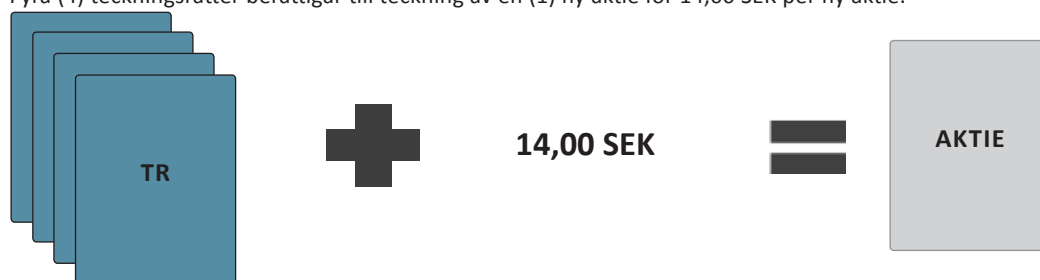 Fyra (4) teckningsrätter berättigar till teckning av en (1) ny aktie för 14,00 SEK per ny aktie.
TR
14,00 SEK
AKTIE